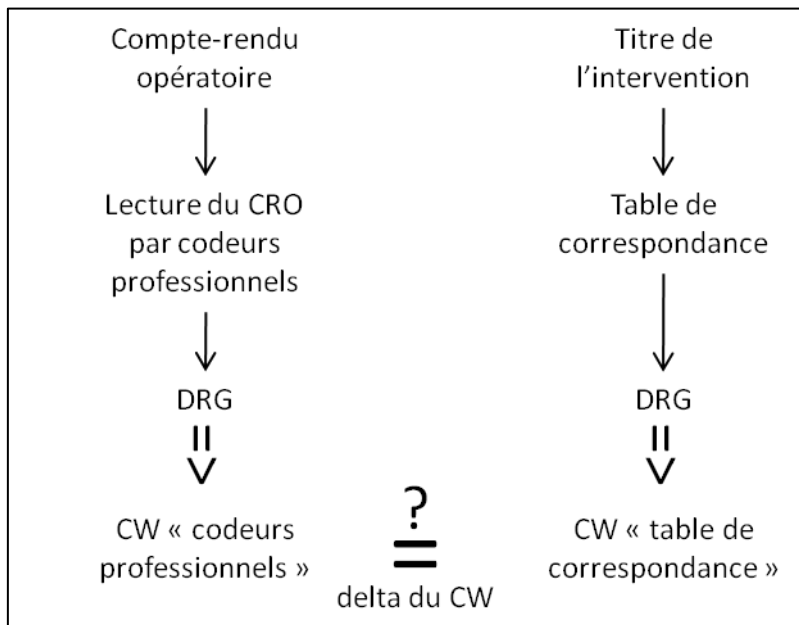 Compte-rendu
opératoire
Lecture du CRO
par codeurs
professionnels
DRG
CW « codeurs
professionnels »
?
=
delta du CW
Titre de
l'intervention
Table de
correspondance
DRG
CW « table de
correspondance »